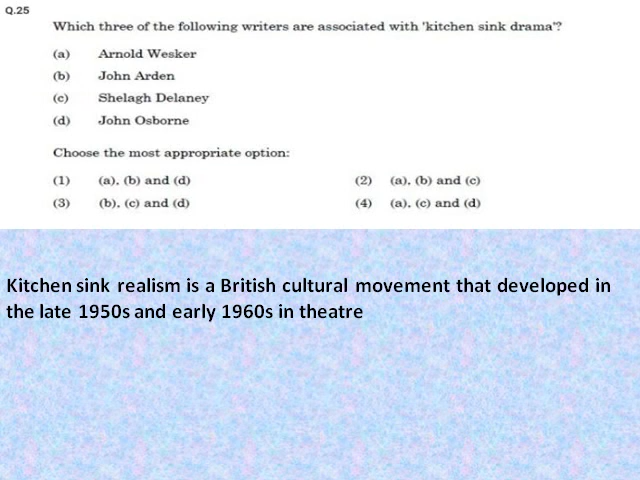 Q.25
Which three of the following writers are associated with 'kitchen sink drama'?
(a) Arnold Wesker
(b) John Arden
(c) Shelagh Delaney
(d) John Osborne
Choose the most appropriate option:
(1) (a), (b) and (d) (2) (a), (b) and (c)
(3) (b), (c) and (d) (4) (a), (c) and (d)
Kitchen sink realism is a British cultural movement that developed in
the late 1950s and early 1960s in theatre